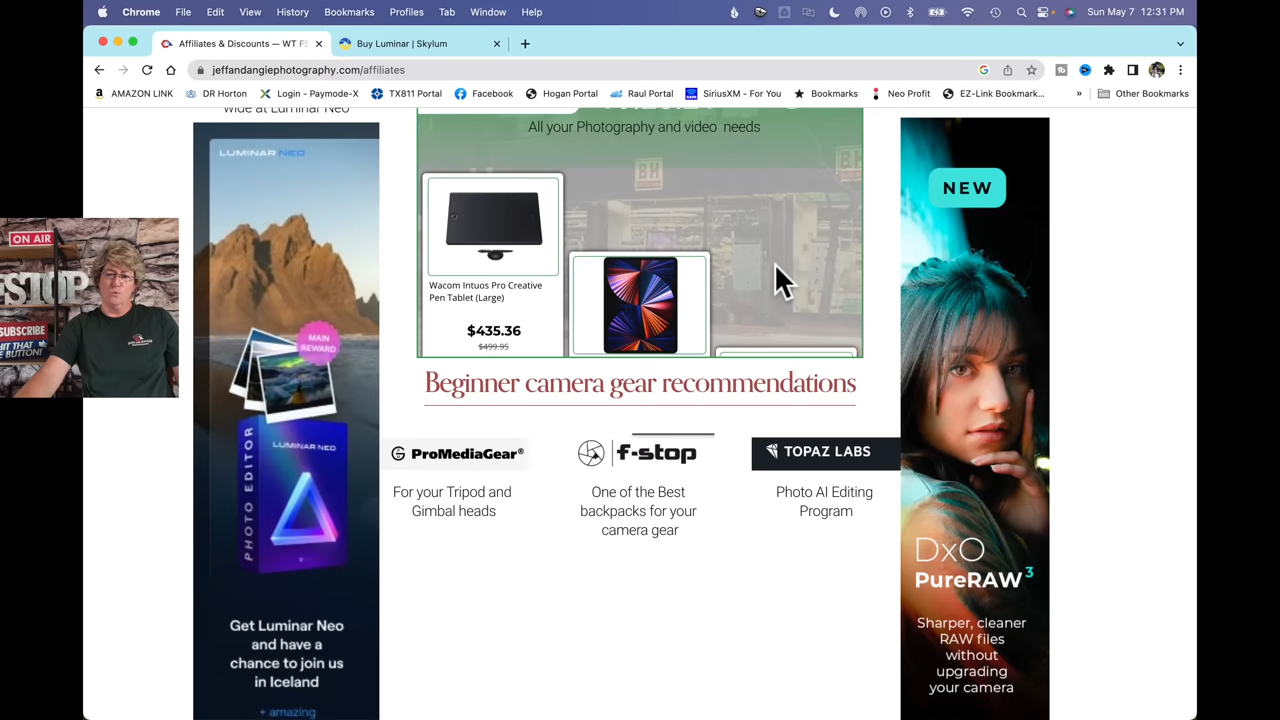 Chrome File Edit View History Bookmarks Profiles Tab Window Help
Sun May 7 12:31 PM
Affiliates & Discounts — WT FS
Buy Luminar | Skylum
jeffandangiephotography.com/affiliates
AMAZON LINK DR Horton Login - Paymode-X TX811 Portal Facebook Hogan Portal Raul Portal SiriusXM - For You Bookmarks Neo Profit EZ-Link Bookmark... » Other Bookmarks
wide at Luminar Neo
All your Photography and video needs
LUMINAR NEO
BH
BH
NEW
Wacom Intuos Pro Creative
Pen Tablet (Large)
$435.36
$499.95
ON AIR
STOP
SUBSCRIBE
HIT THAT
BUTTON!
MAIN
REWARD
Beginner camera gear recommendations
LUMINAR NEO
PHOTO EDITOR
ProMediaGear®
f-stop
TOPAZ LABS
For your Tripod and
Gimbal heads
One of the Best
backpacks for your
camera gear
Photo AI Editing
Program
DxO
PureRAW 3
Sharper, cleaner
RAW files
without
upgrading
your camera
Get Luminar Neo
and have a
chance to join us
in Iceland
+ amazing